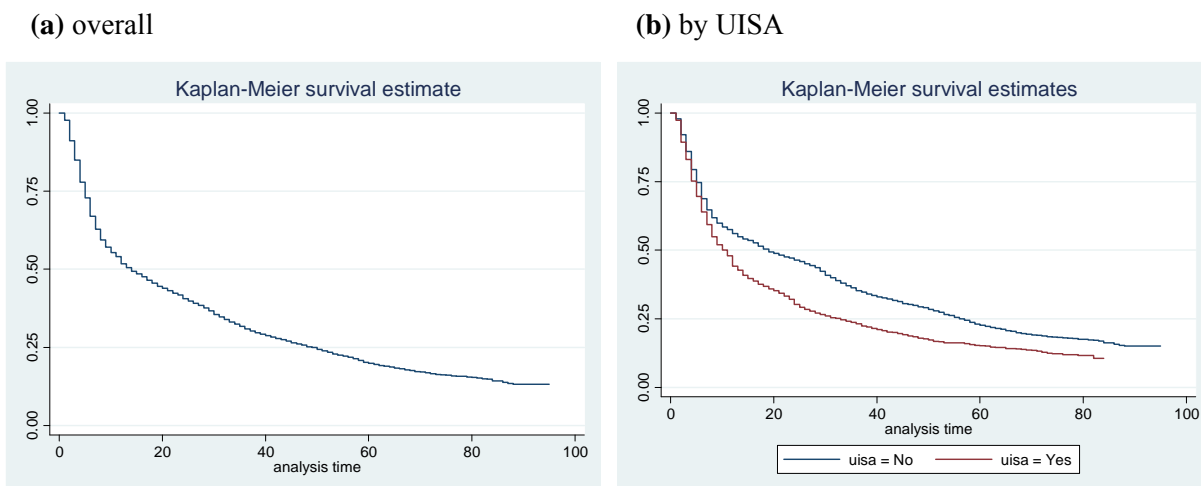 (a) overall
Kaplan-Meier survival estimate
1.00
0.75
0.50
0.25
0.00
0 20 40 60 80 100
analysis time
(b) by UISA
Kaplan-Meier survival estimates
1.00
0.75
0.50
0.25
0.00
0 20 40 60 80 100
analysis time
uisa = No uisa = Yes